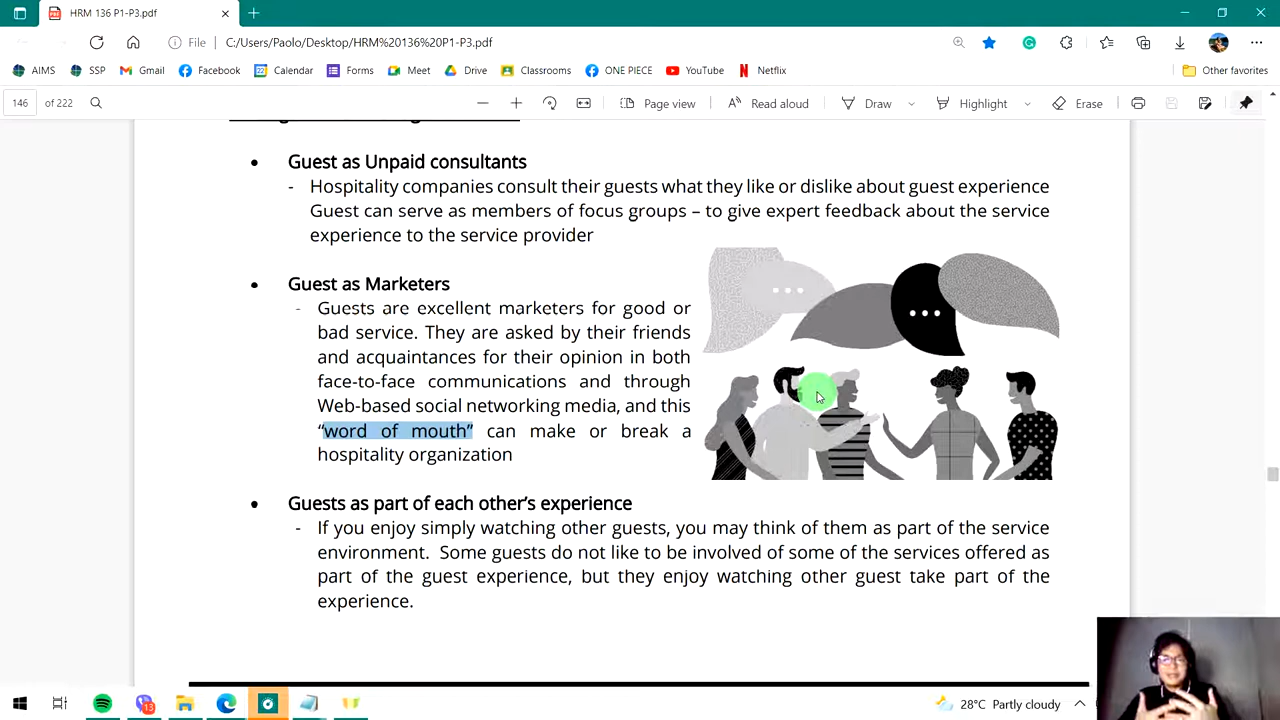 HRM 136 P1-P3.pdf
File
C:/Users/Paolo/Desktop/HRM%20136%20P1-P3.pdf
AIMS
SSP
Gmail
Facebook
22
Calendar
Forms
Meet
Drive
Classrooms
ONE PIECE
YouTube
Netflix
Other favorites
146
of 222
Page view
Read aloud
Draw
Highlight
Erase
• Guest as Unpaid consultants
- Hospitality companies consult their guests what they like or dislike about guest experience
Guest can serve as members of focus groups – to give expert feedback about the service
experience to the service provider
• Guest as Marketers
- Guests are excellent marketers for good or
bad service. They are asked by their friends
and acquaintances for their opinion in both
face-to-face communications and through
Web-based social networking media, and this
“word of mouth” can make or break a
hospitality organization
• Guests as part of each other’s experience
- If you enjoy simply watching other guests, you may think of them as part of the service
environment. Some guests do not like to be involved of some of the services offered as
part of the guest experience, but they enjoy watching other guest take part of the
experience.
13
28°C Partly cloudy